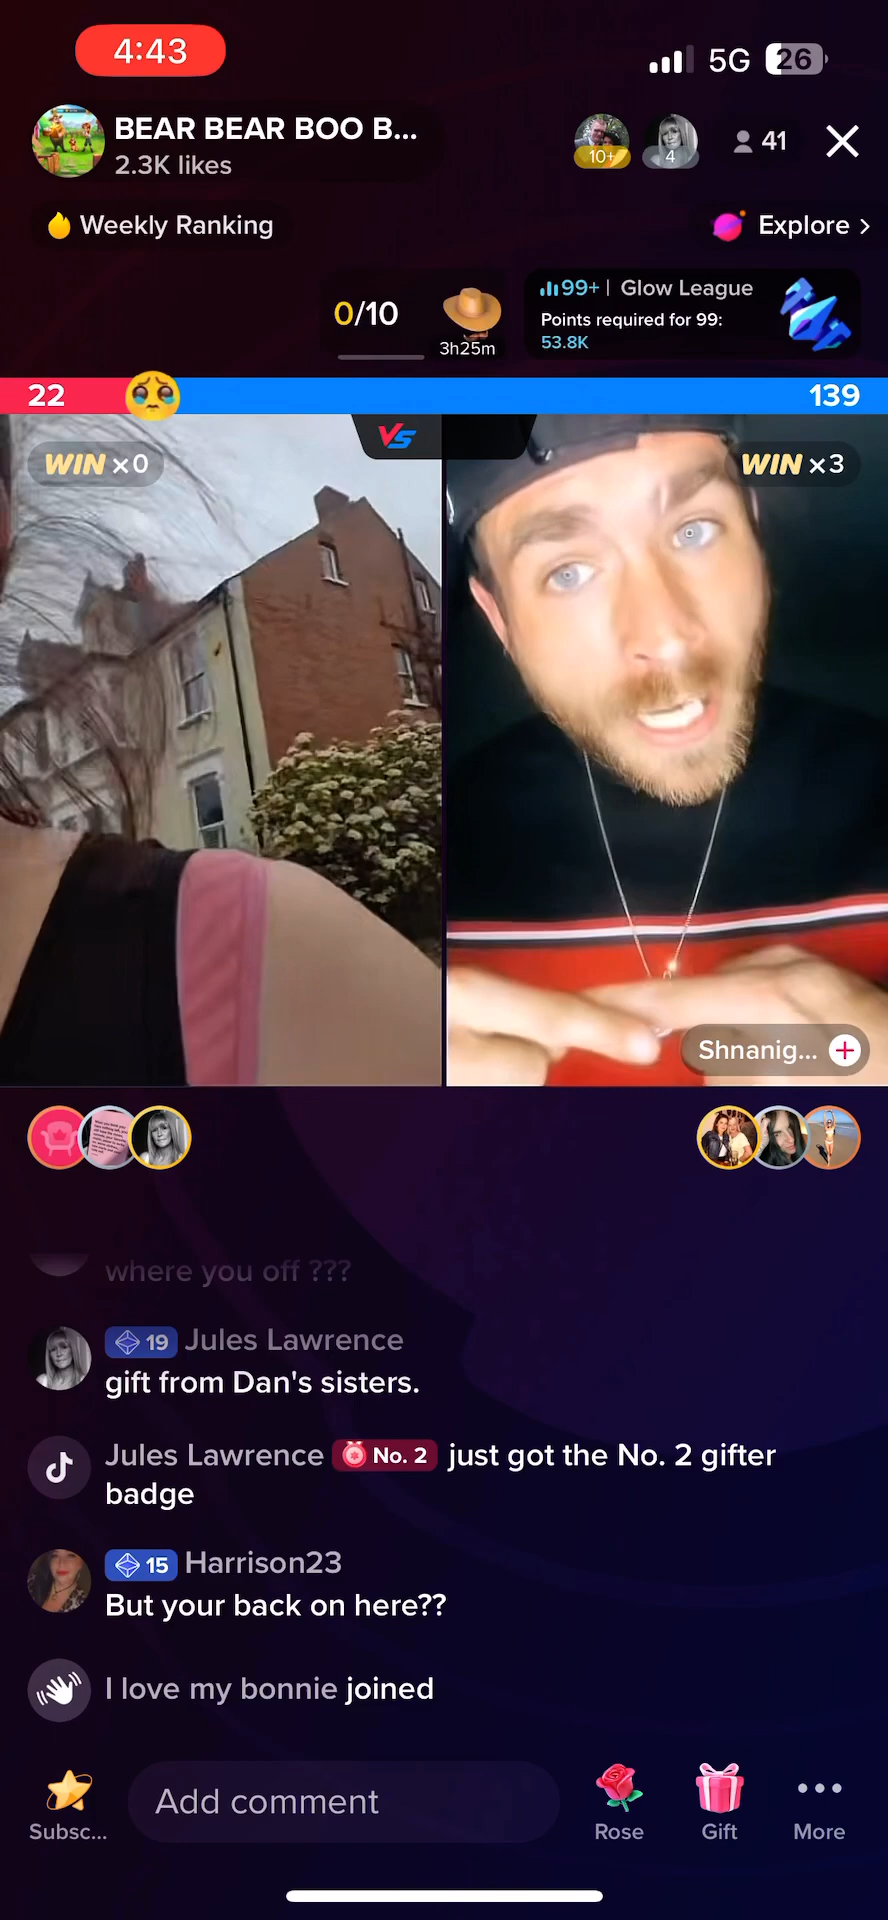 4:43
5G 26
BEAR BEAR BOO B...
2.3K likes
10+
4
41
Weekly Ranking
Explore >
0/10
3h25m
99+ | Glow League
Points required for 99:
53.8K
22
139
VS
WIN x0
WIN x3
Shnanig...
where you off ???
19 Jules Lawrence
gift from Dan's sisters.
Jules Lawrence No. 2 just got the No. 2 gifter
badge
15 Harrison23
But your back on here??
I love my bonnie joined
Add comment
Subsc...
Rose
Gift
More